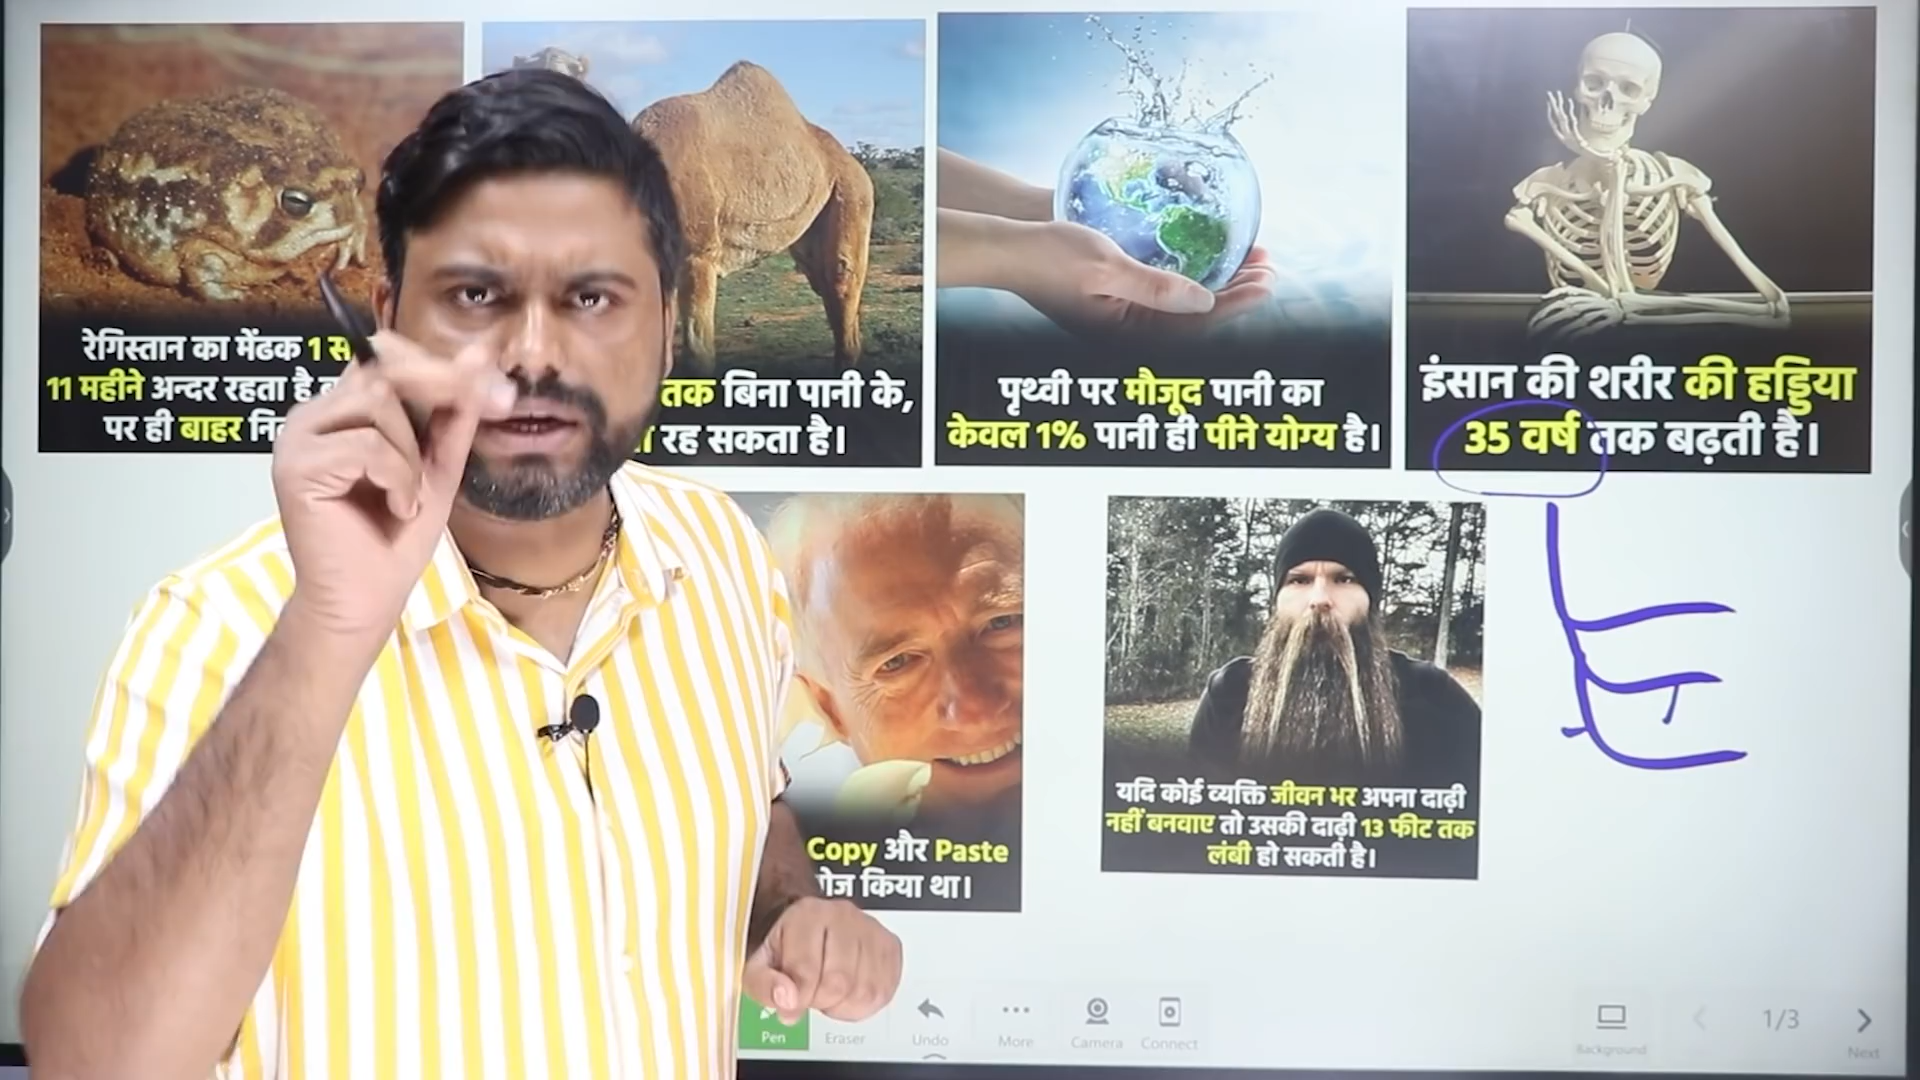 रेगिस्तान का मेंढक 1
11 महीने अन्दर रहता है
पर ही बाहर
तक बिना पानी के,
रह सकता है।
पृथ्वी पर मौजूद पानी का
केवल 1% पानी ही पीने योग्य है।
इंसान की शरीर की हड्डिया
35 वर्ष तक बढ़ती है।
Copy और Paste
किया था।
यदि कोई व्यक्ति जीवन भर अपना दाढ़ी
नहीं बनवाए तो उसकी दाढ़ी 13 फीट तक
लंबी हो सकती है।
Pen
Eraser
Undo
More
Camera
Connect
Background
1/3
Next